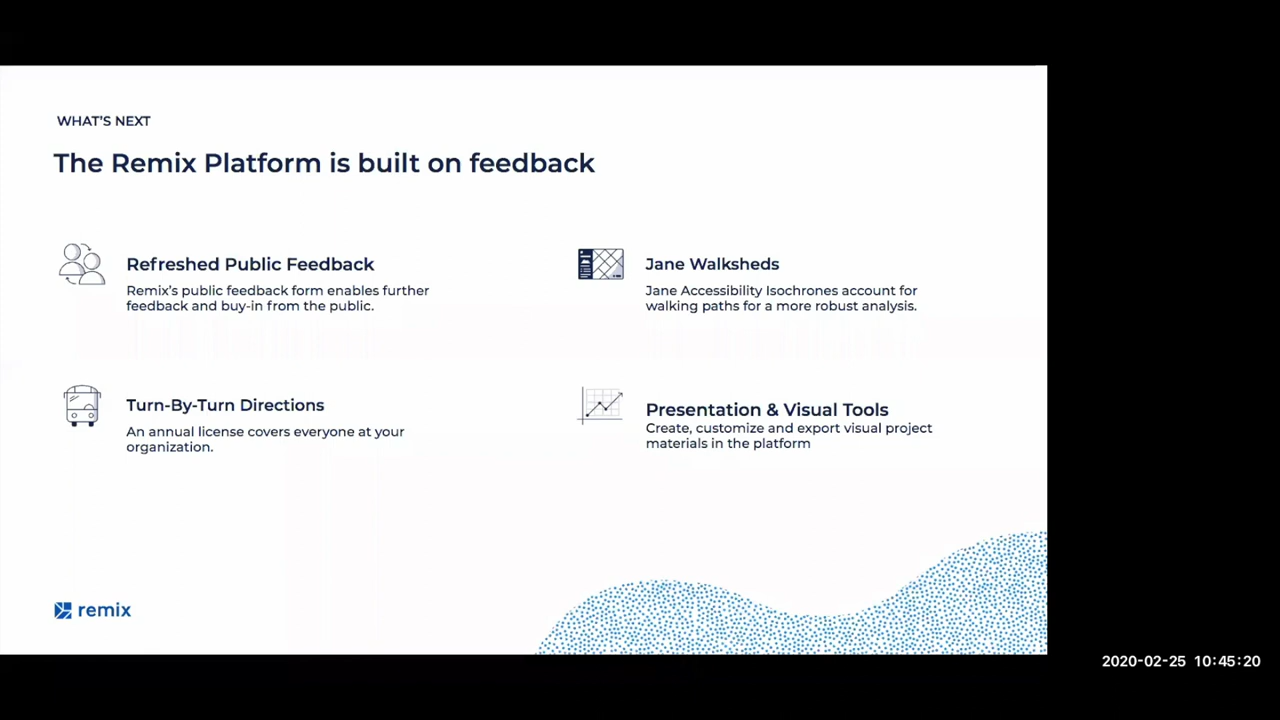 WHAT'S NEXT
The Remix Platform is built on feedback
Refreshed Public Feedback
Remix's public feedback form enables further
feedback and buy-in from the public.
Jane Walksheds
Jane Accessibility Isochrones account for
walking paths for a more robust analysis.
Turn-By-Turn Directions
An annual license covers everyone at your
organization.
Presentation & Visual Tools
Create, customize and export visual project
materials in the platform
remix
2020-02-25 10:45:20